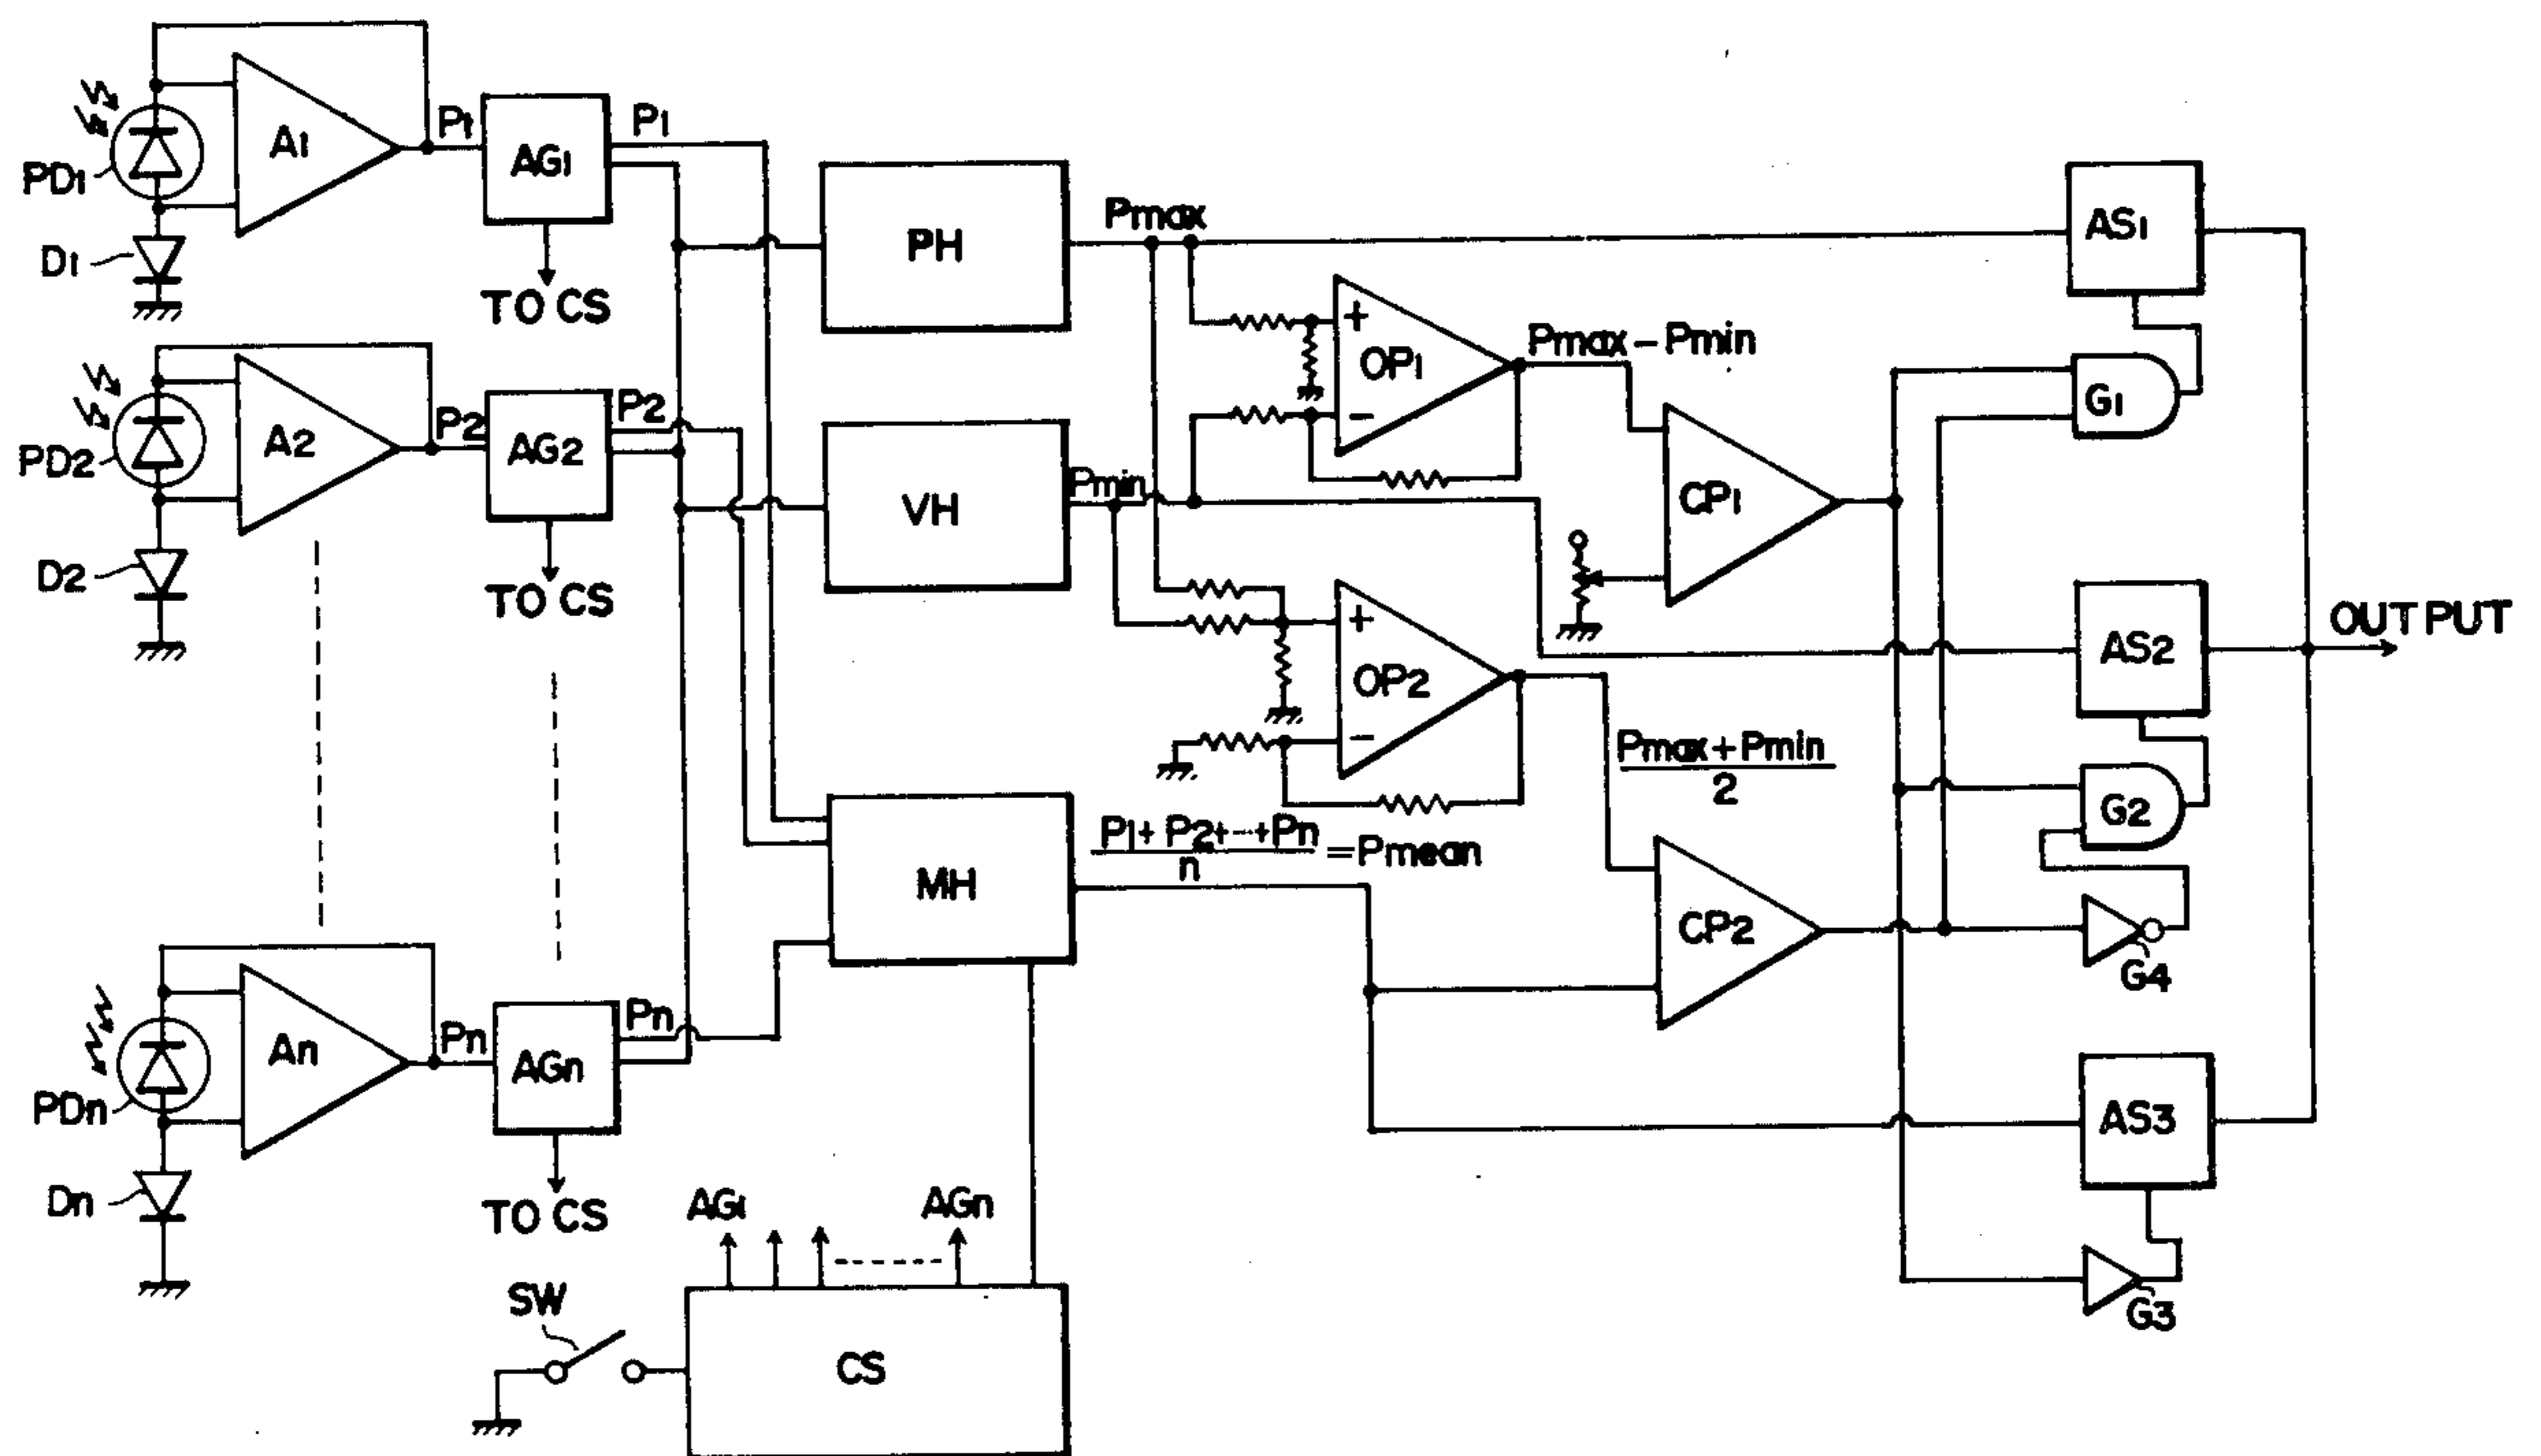 A1
P1
AG1
P1
PD1
D1
TO CS
PH
Pmax
AS1
+
OP1
−
Pmax − Pmin
G1
A2
P2
AG2
P2
PD2
D2
TO CS
VH
Pmin
CP1
+
OP2
−
AS2
OUTPUT
Pmax + Pmin
2
G2
MH
P1 + P2 + --- + Pn
n
= Pmean
CP2
G4
An
Pn
AGn
Pn
PDn
Dn
TO CS
AG1
AGn
AS3
G3
SW
CS